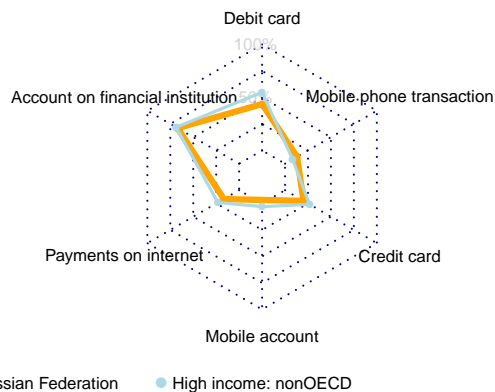 Debit card
100%
Account on financial institution
Mobile phone transaction
Payments on internet
Credit card
Mobile account
ssian Federation
High income: nonOECD